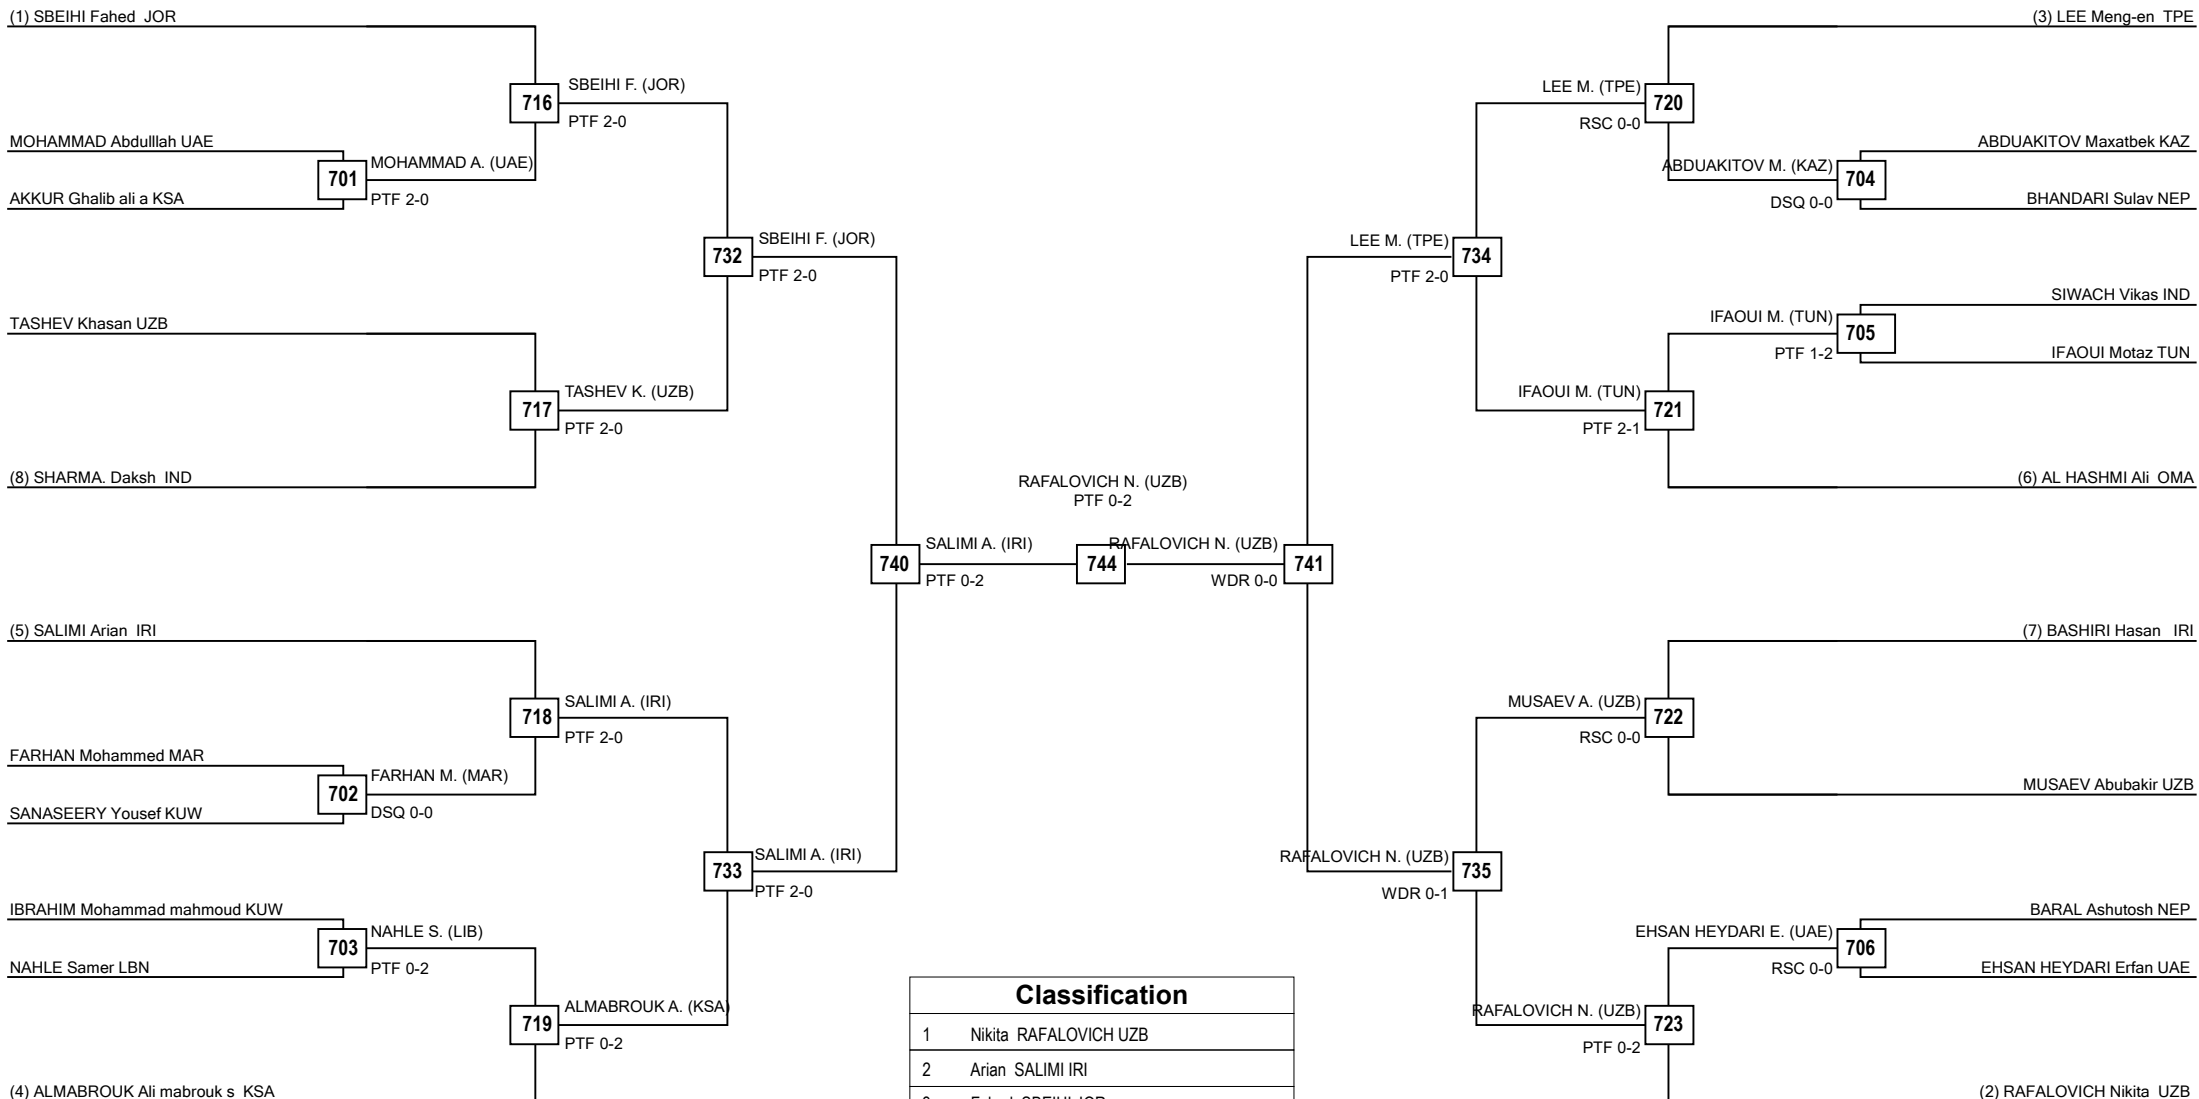 (1) SBEIHI Fahed JOR
(3) LEE Meng-en TPE
SBEIHI F. (JOR)
716
PTF 2-0
LEE M. (TPE)
720
RSC 0-0
MOHAMMAD Abdulllah UAE
701
MOHAMMAD A. (UAE)
PTF 2-0
AKKUR Ghalib ali a KSA
ABDUAKITOV Maxatbek KAZ
ABDUAKITOV M. (KAZ)
704
DSQ 0-0
BHANDARI Sulav NEP
732
SBEIHI F. (JOR)
PTF 2-0
LEE M. (TPE)
734
PTF 2-0
TASHEV Khasan UZB
717
TASHEV K. (UZB)
PTF 2-0
(8) SHARMA. Daksh IND
SIWACH Vikas IND
IFAOUI M. (TUN)
705
PTF 1-2
IFAOUI Motaz TUN
IFAOUI M. (TUN)
721
PTF 2-1
(6) AL HASHMI Ali OMA
RAFALOVICH N. (UZB)
PTF 0-2
740
SALIMI A. (IRI)
PTF 0-2
744
RAFALOVICH N. (UZB)
741
WDR 0-0
(5) SALIMI Arian IRI
(7) BASHIRI Hasan IRI
718
SALIMI A. (IRI)
PTF 2-0
MUSAEV A. (UZB)
722
RSC 0-0
FARHAN Mohammed MAR
702
FARHAN M. (MAR)
DSQ 0-0
SANASEERY Yousef KUW
MUSAEV Abubakir UZB
733
SALIMI A. (IRI)
PTF 2-0
RAFALOVICH N. (UZB)
735
WDR 0-1
IBRAHIM Mohammad mahmoud KUW
703
NAHLE S. (LIB)
PTF 0-2
NAHLE Samer LBN
BARAL Ashutosh NEP
EHSAN HEYDARI E. (UAE)
706
RSC 0-0
EHSAN HEYDARI Erfan UAE
719
ALMABROUK A. (KSA)
PTF 0-2
RAFALOVICH N. (UZB)
723
PTF 0-2
(4) ALMABROUK Ali mabrouk s KSA
(2) RAFALOVICH Nikita UZB
Classification
1 Nikita RAFALOVICH UZB
2 Arian SALIMI IRI